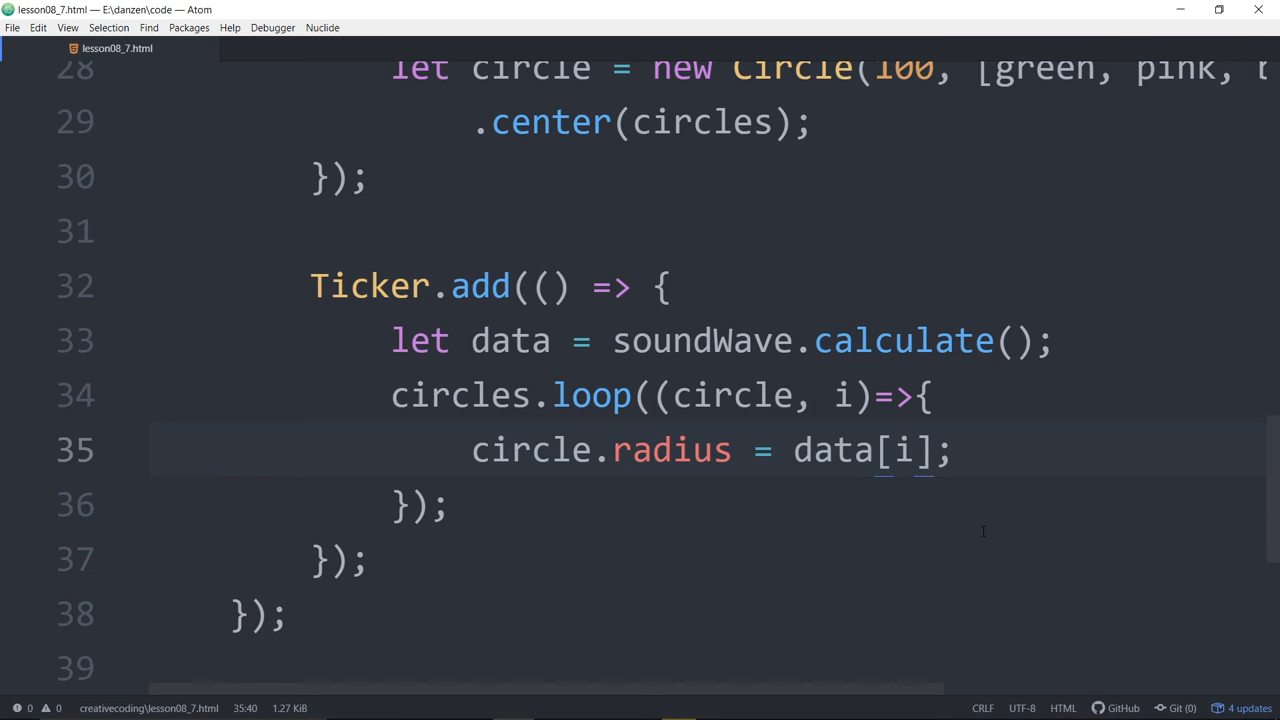 lesson08_7.html — E:\danzen\code — Atom
File Edit View Selection Find Packages Help Debugger Nuclide
lesson08_7.html
28 let circle = new Circle(100, [green, pink,
29 .center(circles);
30 });
31
32 Ticker.add(() => {
33 let data = soundWave.calculate();
34 circles.loop((circle, i)=>{
35 circle.radius = data[i];
36 });
37 });
38 });
39
0 0 creativecoding\lesson08_7.html 35:40 1.27 KiB CRLF UTF-8 HTML GitHub Git (0) 4 updates